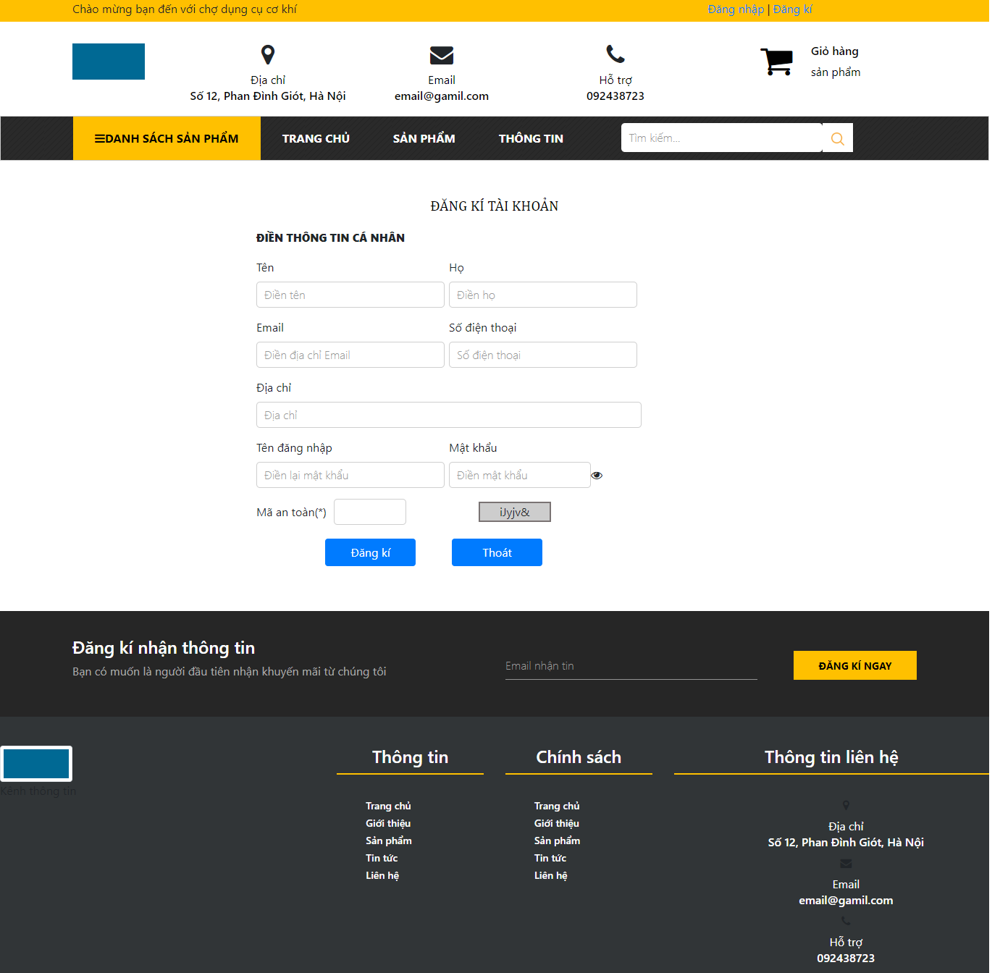 Chào mừng bạn đến với chợ dụng cụ cơ khí
Đăng nhập | Đăng kí
Địa chỉ
Số 12, Phan Đình Giót, Hà Nội
Email
email@gamil.com
Hỗ trợ
092438723
Giỏ hàng
sản phẩm
DANH SÁCH SẢN PHẨM
TRANG CHỦ
SẢN PHẨM
THÔNG TIN
Tìm kiếm...
ĐĂNG KÍ TÀI KHOẢN
ĐIỀN THÔNG TIN CÁ NHÂN
Tên
Họ
Điền tên
Điền họ
Email
Số điện thoại
Điền địa chỉ Email
Số điện thoại
Địa chỉ
Địa chỉ
Tên đăng nhập
Mật khẩu
Điền lại mật khẩu
Điền mật khẩu
Mã an toàn(*)
iJyjv&
Đăng kí
Thoát
Đăng kí nhận thông tin
Bạn có muốn là người đầu tiên nhận khuyến mãi từ chúng tôi
Email nhận tin
ĐĂNG KÍ NGAY
Kênh thông tin
Thông tin
Trang chủ
Giới thiệu
Sản phẩm
Tin tức
Liên hệ
Chính sách
Trang chủ
Giới thiệu
Sản phẩm
Tin tức
Liên hệ
Thông tin liên hệ
Địa chỉ
Số 12, Phan Đình Giót, Hà Nội
Email
email@gamil.com
Hỗ trợ
092438723